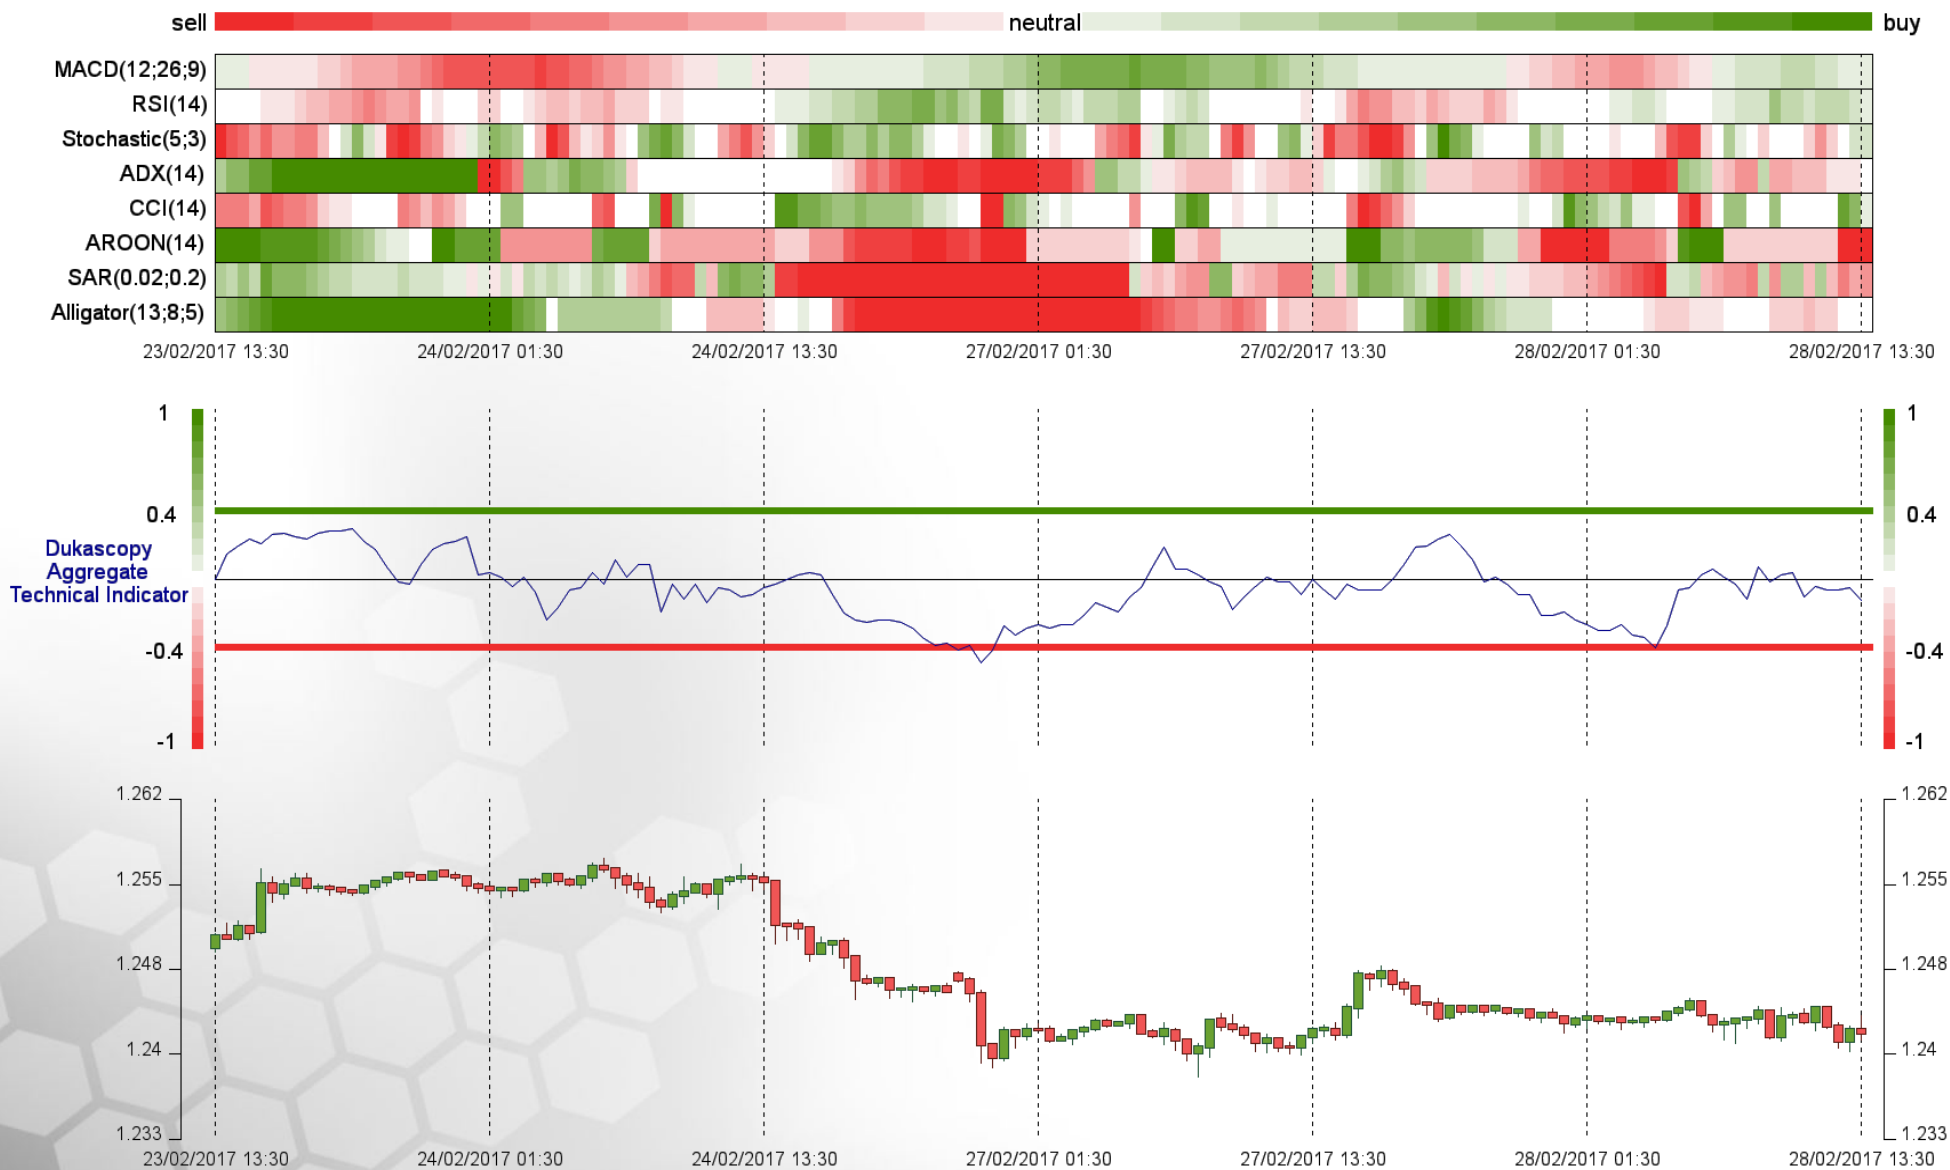 sell neutral buy
MACD(12;26;9)
RSI(14)
Stochastic(5;3)
ADX(14)
CCI(14)
AROON(14)
SAR(0.02;0.2)
Alligator(13;8;5)
23/02/2017 13:30 24/02/2017 01:30 24/02/2017 13:30 27/02/2017 01:30 27/02/2017 13:30 28/02/2017 01:30 28/02/2017 13:30
1 1
0.4 0.4
Dukascopy
Aggregate
Technical Indicator
-0.4 -0.4
-1 -1
1.262 1.262
1.255 1.255
1.248 1.248
1.24 1.24
1.233 1.233
23/02/2017 13:30 24/02/2017 01:30 24/02/2017 13:30 27/02/2017 01:30 27/02/2017 13:30 28/02/2017 01:30 28/02/2017 13:30